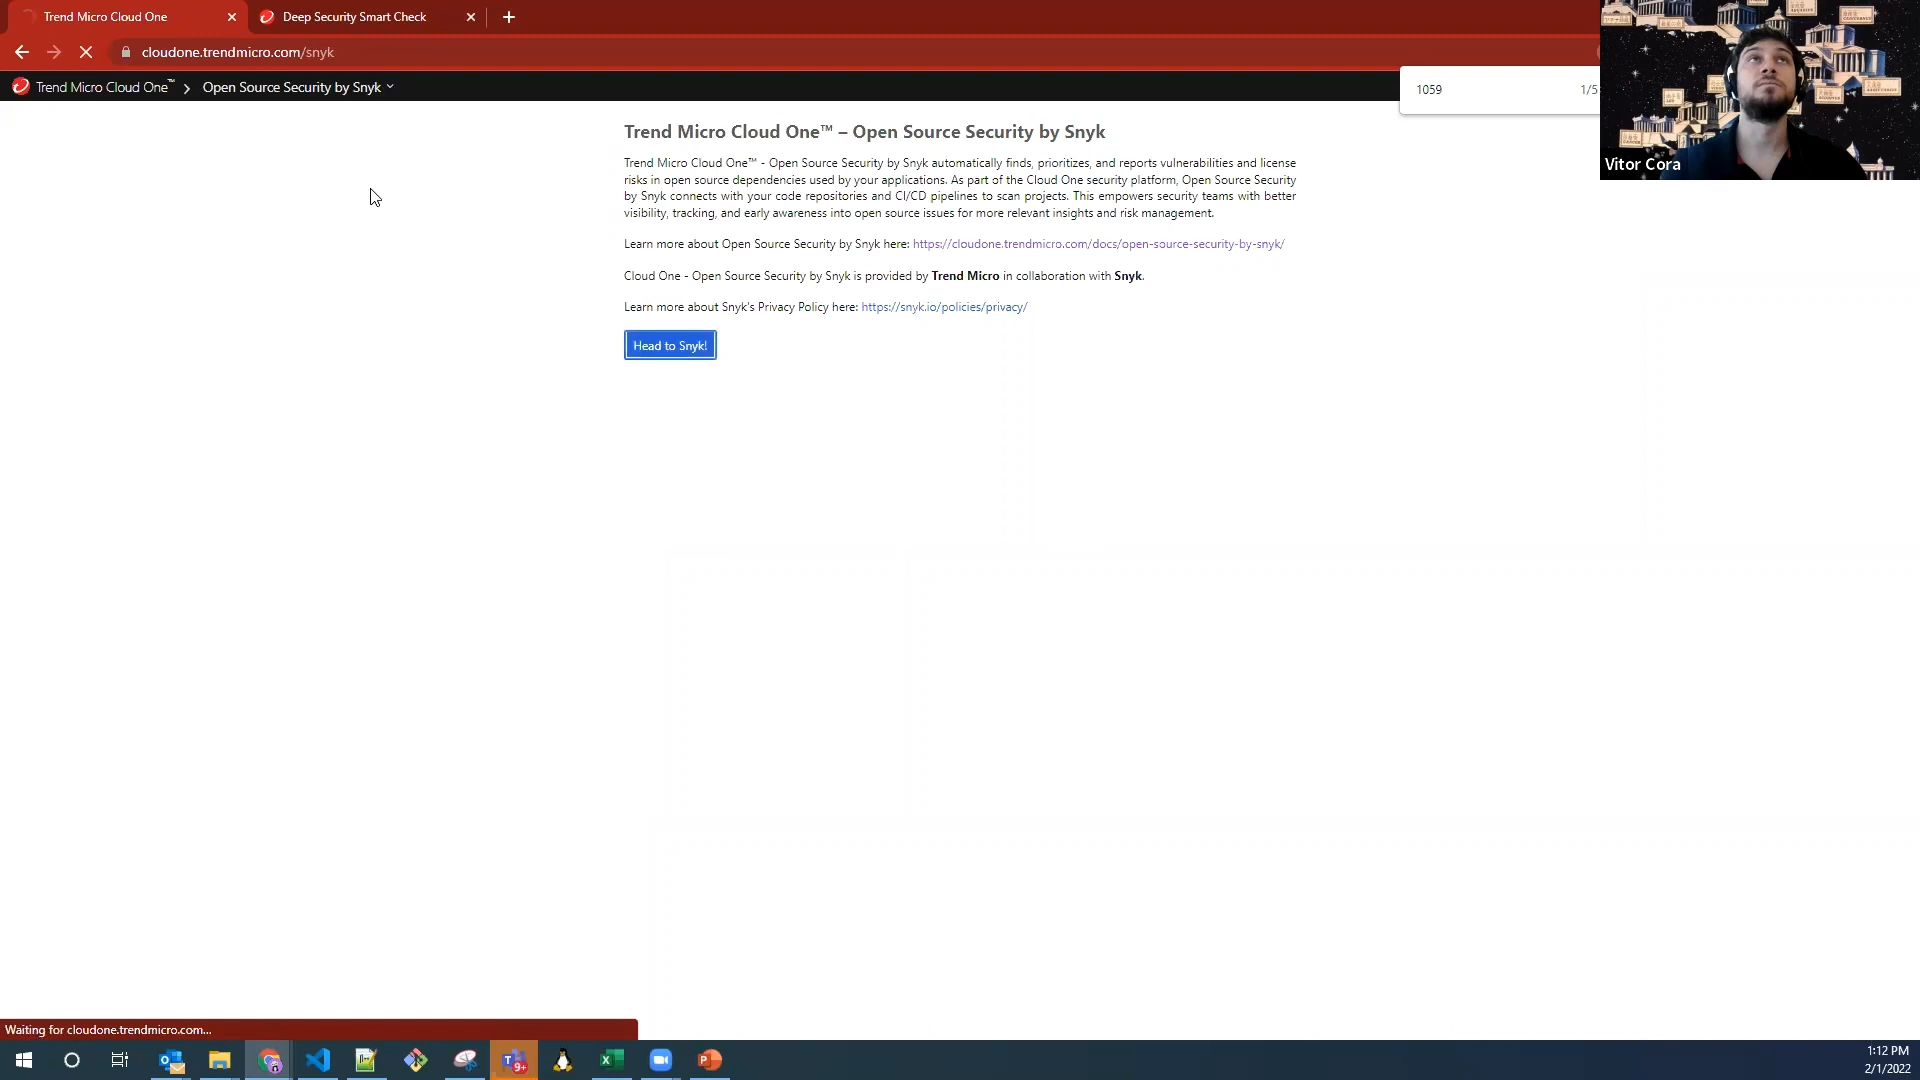 Trend Micro Cloud One
Deep Security Smart Check
cloudone.trendmicro.com/snyk
Trend Micro Cloud One™ > Open Source Security by Snyk
1059 1/5
Vitor Cora
Trend Micro Cloud One™ – Open Source Security by Snyk
Trend Micro Cloud One™ - Open Source Security by Snyk automatically finds, prioritizes, and reports vulnerabilities and license
risks in open source dependencies used by your applications. As part of the Cloud One security platform, Open Source Security
by Snyk connects with your code repositories and CI/CD pipelines to scan projects. This empowers security teams with better
visibility, tracking, and early awareness into open source issues for more relevant insights and risk management.
Learn more about Open Source Security by Snyk here: https://cloudone.trendmicro.com/docs/open-source-security-by-snyk/
Cloud One - Open Source Security by Snyk is provided by Trend Micro in collaboration with Snyk.
Learn more about Snyk's Privacy Policy here: https://snyk.io/policies/privacy/
Head to Snyk!
Waiting for cloudone.trendmicro.com...
9+
1:12 PM
2/1/2022